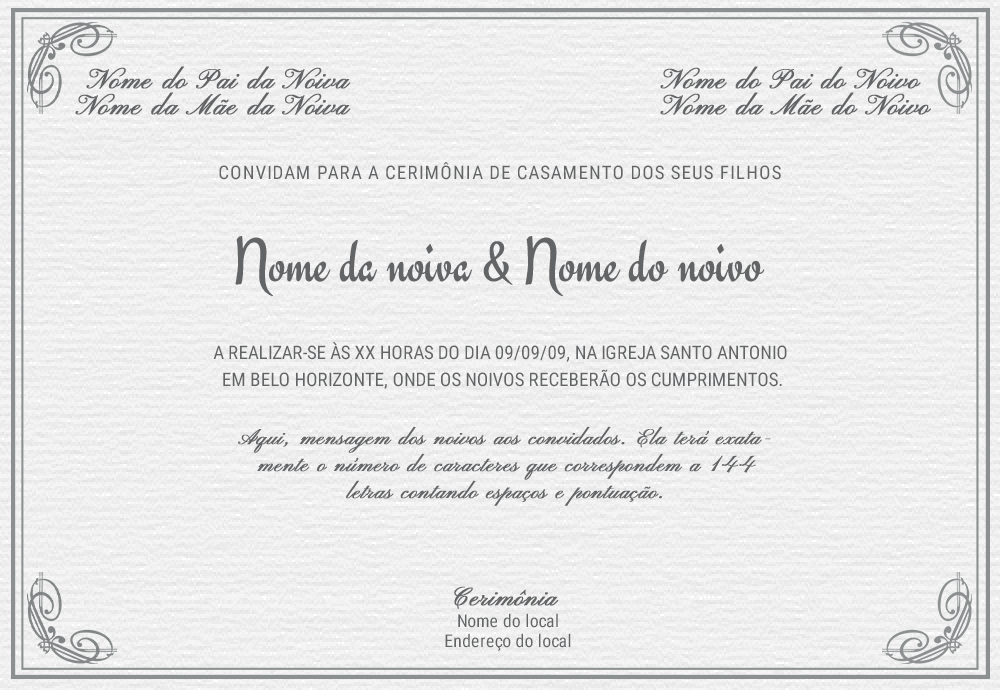 Nome do Pai da Noiva
Nome da Mãe da Noiva
Nome do Pai do Noivo
Nome da Mãe do Noivo
CONVIDAM PARA A CERIMÔNIA DE CASAMENTO DOS SEUS FILHOS
Nome da noiva & Nome do noivo
A REALIZAR-SE ÀS XX HORAS DO DIA 09/09/09, NA IGREJA SANTO ANTONIO
EM BELO HORIZONTE, ONDE OS NOIVOS RECEBERÃO OS CUMPRIMENTOS.
Aqui, mensagem dos noivos aos convidados. Ela terá exata-
mente o número de caracteres que correspondem a 144
letras contando espaços e pontuação.
Cerimônia
Nome do local
Endereço do local